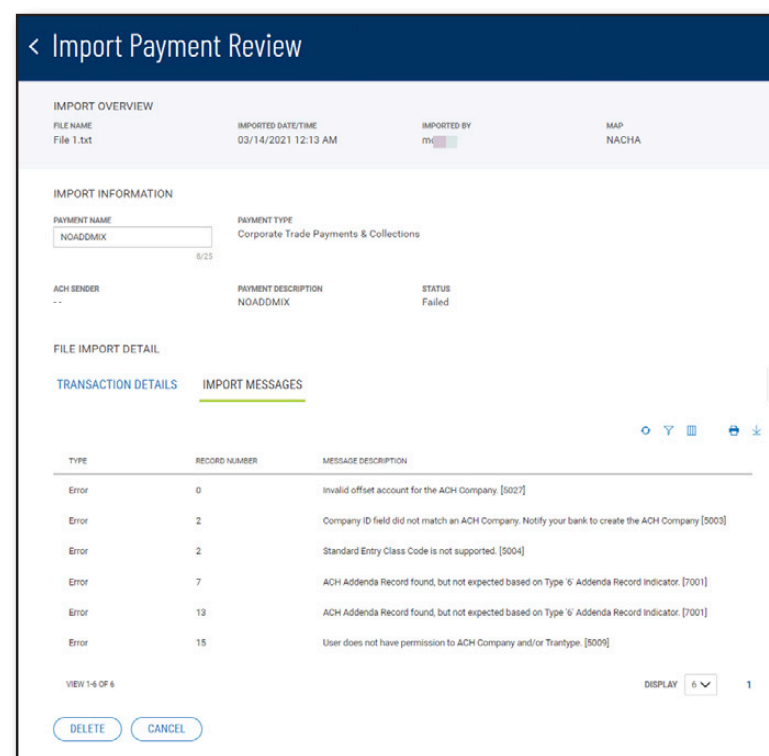 Import Payment Review
IMPORT OVERVIEW
FILE NAME IMPORTED DATE/TIME IMPORTED BY MAP
File 1.txt 03/14/2021 12:13 AM NACHA
IMPORT INFORMATION
PAYMENT NAME PAYMENT TYPE
NOADDMIX Corporate Trade Payments & Collections
8/25
ACH SENDER PAYMENT DESCRIPTION STATUS
-- NOADDMIX Failed
FILE IMPORT DETAIL
TRANSACTION DETAILS IMPORT MESSAGES
TYPE RECORD NUMBER MESSAGE DESCRIPTION
Error 0 Invalid offset account for the ACH Company. [5027]
Error 2 Company ID field did not match an ACH Company. Notify your bank to create the ACH Company [5003]
Error 2 Standard Entry Class Code is not supported. [5004]
Error 7 ACH Addenda Record found, but not expected based on Type '6' Addenda Record Indicator. [7001]
Error 13 ACH Addenda Record found, but not expected based on Type '6' Addenda Record Indicator. [7001]
Error 15 User does not have permission to ACH Company and/or Trantype. [5009]
VIEW 1-6 OF 6 DISPLAY 6 1
DELETE CANCEL